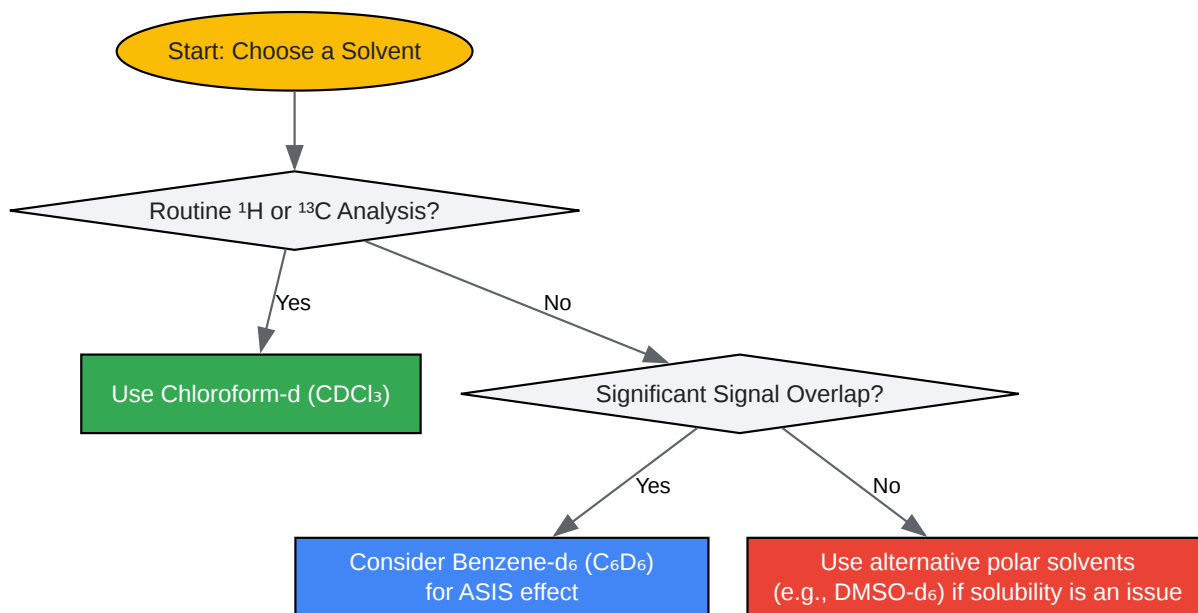 Start: Choose a Solvent
Routine ¹H or ¹³C Analysis?
Yes
No
Use Chloroform-d (CDCl₃)
Significant Signal Overlap?
Yes
No
Consider Benzene-d₆ (C₆D₆)
for ASIS effect
Use alternative polar solvents
(e.g., DMSO-d₆) if solubility is an issue